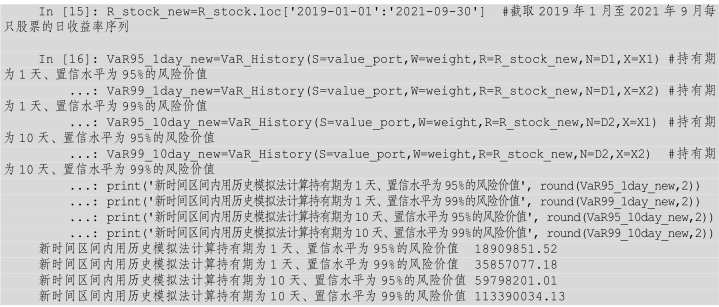 In [15]: R_stock_new=R_stock.loc['2019-01-01':'2021-09-30']  #截取 2019 年 1 月至 2021 年 9 月每
只股票的日收益率序列
In [16]: VaR95_1day_new=VaR_History(S=value_port,W=weight,R=R_stock_new,N=D1,X=X1) #持有期
为 1 天、置信水平为 95%的风险价值
...: VaR99_1day_new=VaR_History(S=value_port,W=weight,R=R_stock_new,N=D1,X=X2) #持有期
为 1 天、置信水平为 99%的风险价值
...: VaR95_10day_new=VaR_History(S=value_port,W=weight,R=R_stock_new,N=D2,X=X1) #持有期
为 10 天、置信水平为 95%的风险价值
...: VaR99_10day_new=VaR_History(S=value_port,W=weight,R=R_stock_new,N=D2,X=X2)  #持有期
为 10 天、置信水平为 99%的风险价值
...: print('新时间区间内用历史模拟法计算持有期为 1 天、置信水平为 95%的风险价值', round(VaR95_1day_new,2))
...: print('新时间区间内用历史模拟法计算持有期为 1 天、置信水平为 99%的风险价值', round(VaR99_1day_new,2))
...: print('新时间区间内用历史模拟法计算持有期为 10 天、置信水平为 95%的风险价值', round(VaR95_10day_new,2))
...: print('新时间区间内用历史模拟法计算持有期为 10 天、置信水平为 99%的风险价值', round(VaR99_10day_new,2))
新时间区间内用历史模拟法计算持有期为 1 天、置信水平为 95%的风险价值  18909851.52
新时间区间内用历史模拟法计算持有期为 1 天、置信水平为 99%的风险价值  35857077.18
新时间区间内用历史模拟法计算持有期为 10 天、置信水平为 95%的风险价值  59798201.01
新时间区间内用历史模拟法计算持有期为 10 天、置信水平为 99%的风险价值  113390034.13